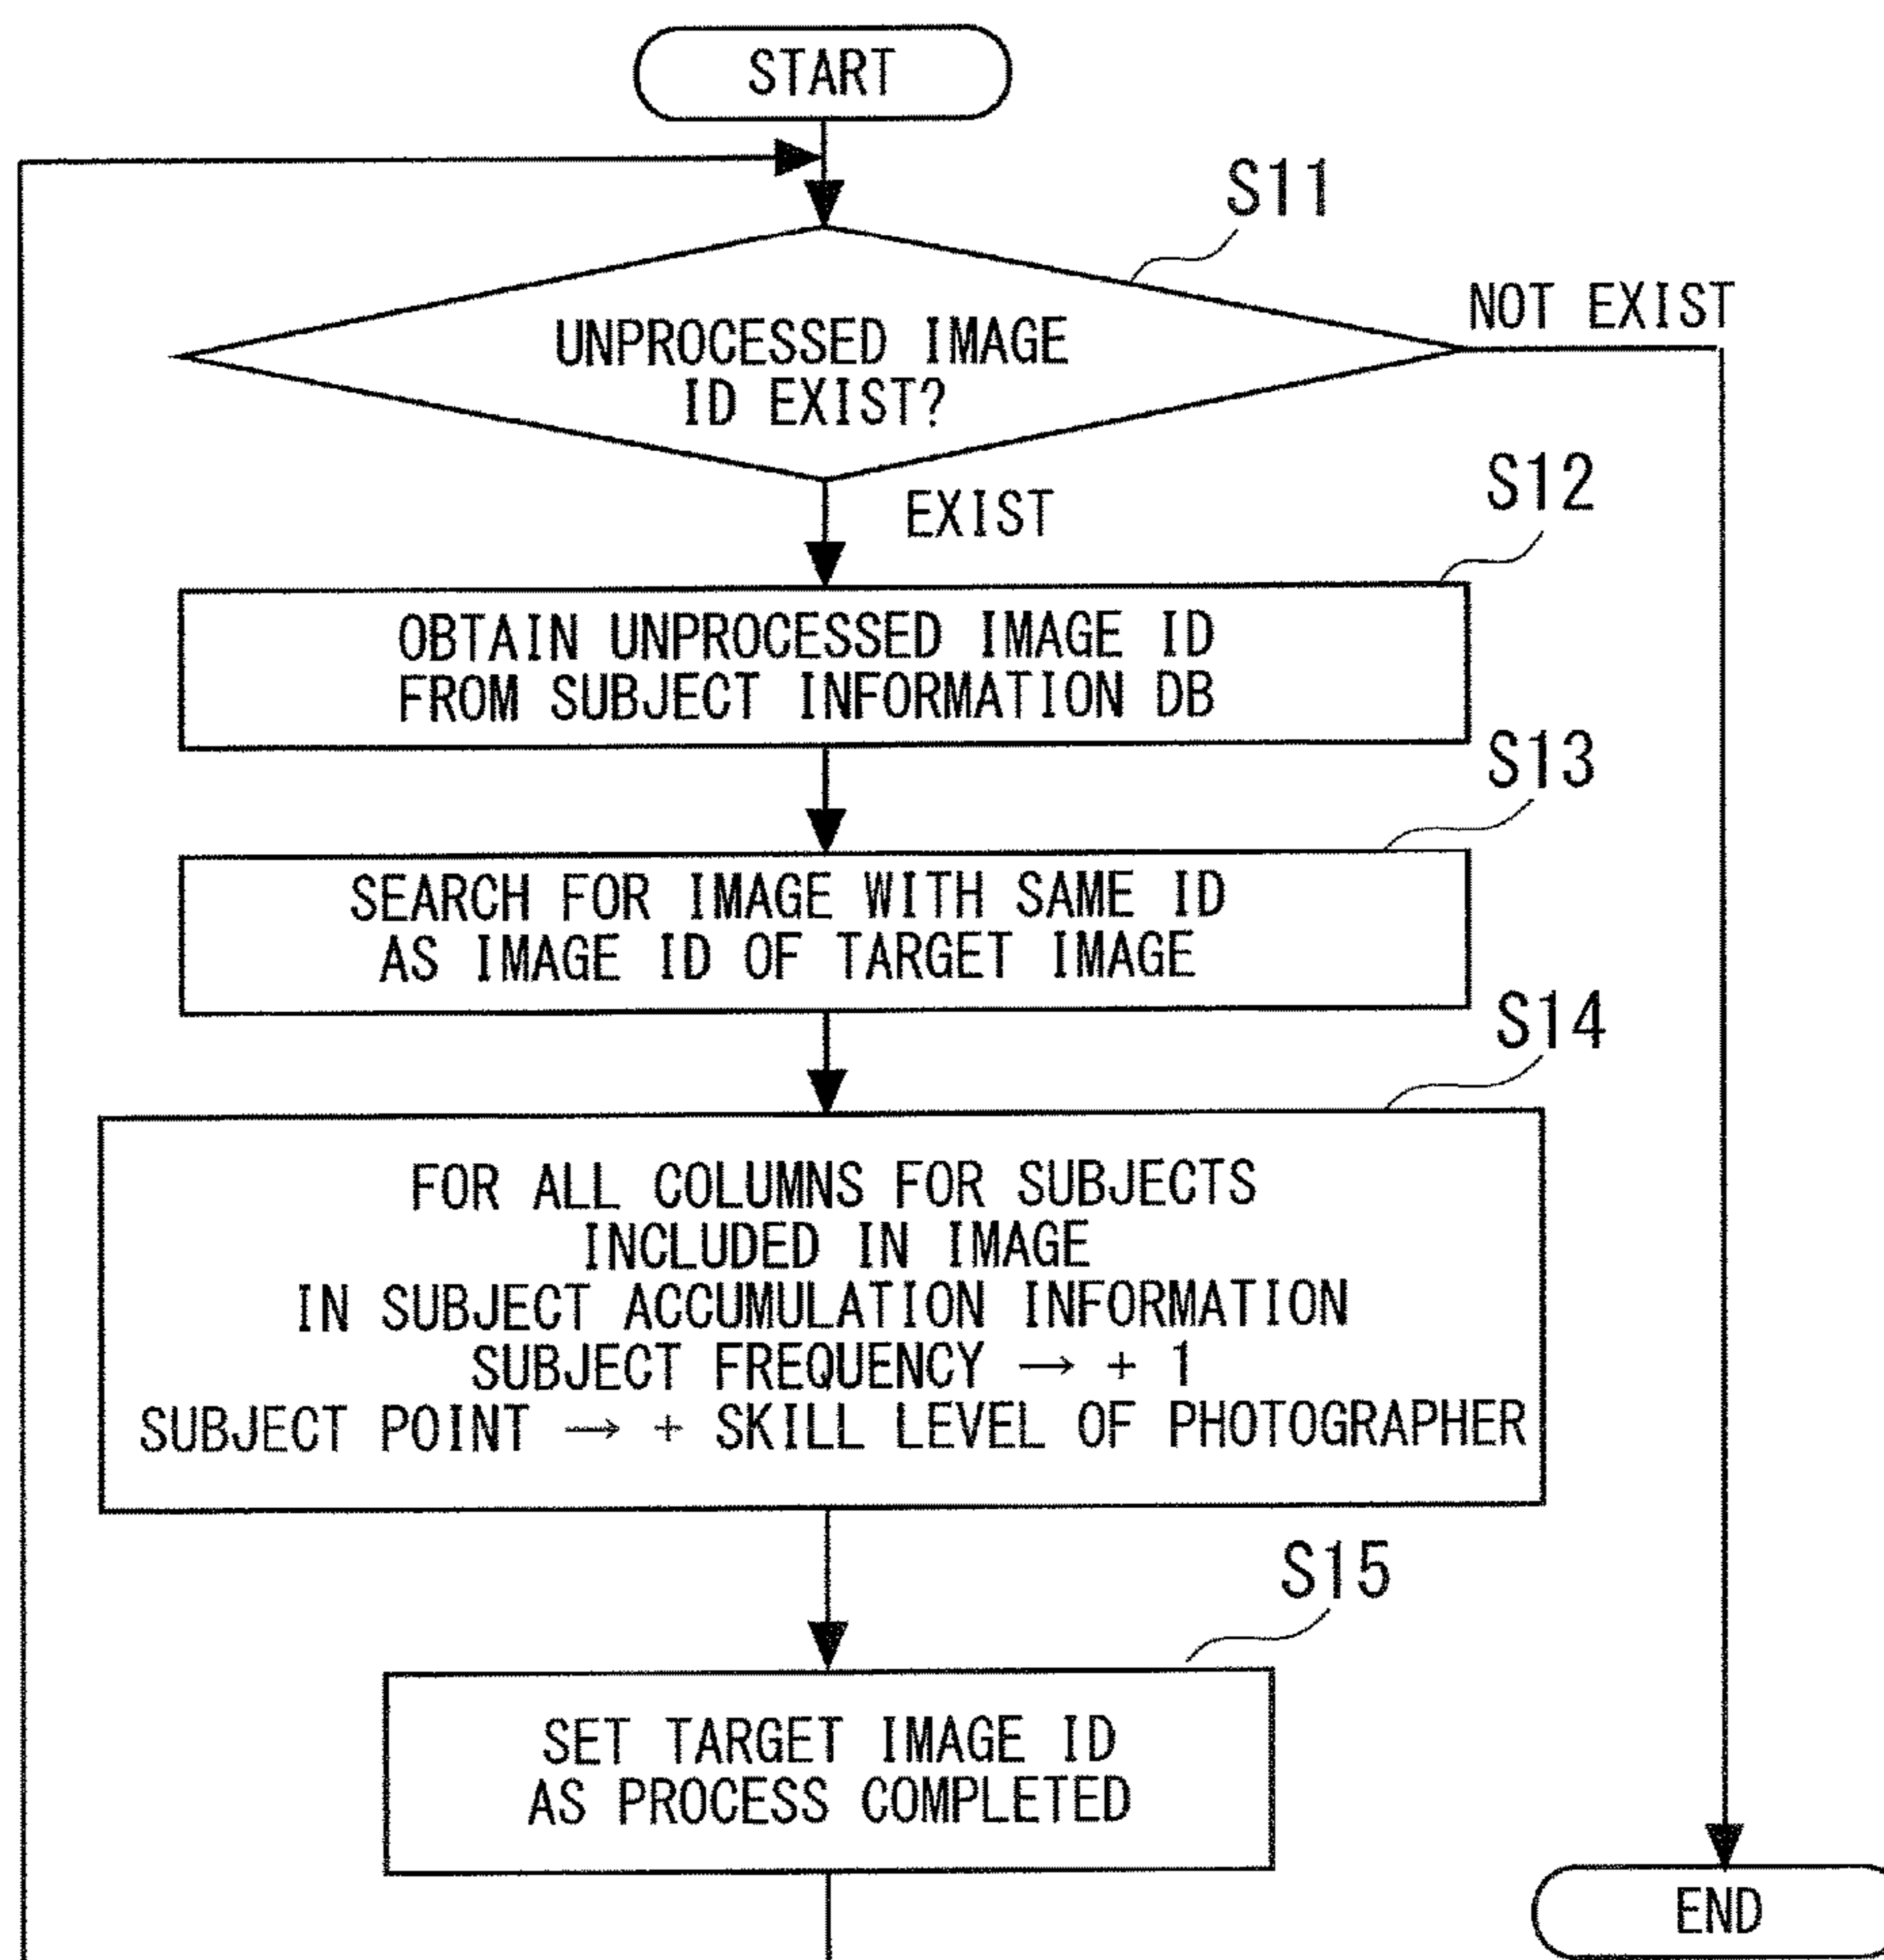 START
S11
NOT EXIST
UNPROCESSED IMAGE
ID EXIST?
EXIST
S12
OBTAIN UNPROCESSED IMAGE ID
FROM SUBJECT INFORMATION DB
S13
SEARCH FOR IMAGE WITH SAME ID
AS IMAGE ID OF TARGET IMAGE
S14
FOR ALL COLUMNS FOR SUBJECTS
INCLUDED IN IMAGE
IN SUBJECT ACCUMULATION INFORMATION
SUBJECT FREQUENCY → + 1
SUBJECT POINT → + SKILL LEVEL OF PHOTOGRAPHER
S15
SET TARGET IMAGE ID
AS PROCESS COMPLETED
END